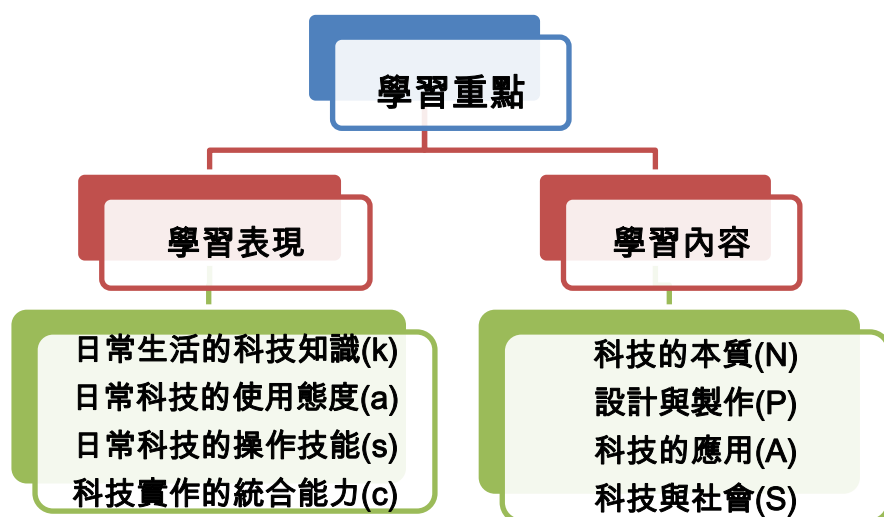 學習重點
學習表現
日常生活的科技知識(k)
日常科技的使用態度(a)
日常科技的操作技能(s)
科技實作的統合能力(c)
學習內容
科技的本質(N)
設計與製作(P)
科技的應用(A)
科技與社會(S)